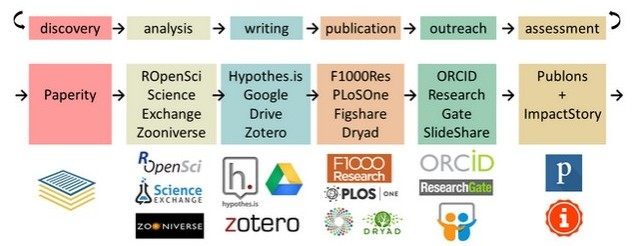 discovery
analysis
writing
publication
outreach
assessment
Paperity
ROpenSci
Science
Exchange
Zooniverse
Hypothes.is
Google
Drive
Zotero
F1000Res
PLoSOne
Figshare
Dryad
ORCID
Research
Gate
SlideShare
Publons
+
ImpactStory
ROpenSci
Science
EXCHANGE
ZOONIVERSE
h.
hypothes.is
zotero
F1000
Research
PLOS | ONE
DRYAD
ORCID
ResearchGate
P
i